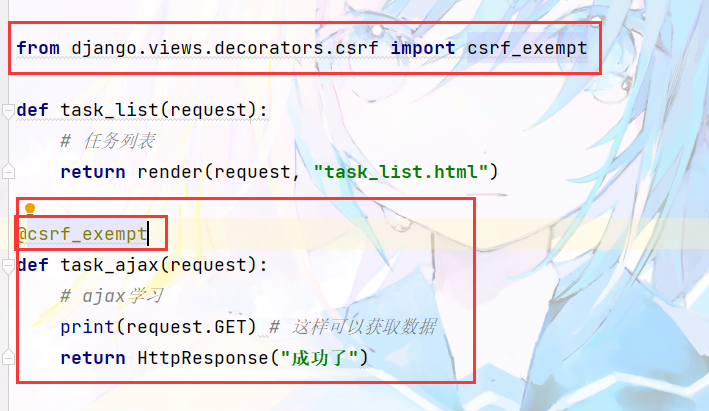 from django.views.decorators.csrf import csrf_exempt
def task_list(request):
# 任务列表
return render(request, "task_list.html")
@csrf_exempt
def task_ajax(request):
# ajax学习
print(request.GET) # 这样可以获取数据
return HttpResponse("成功了")